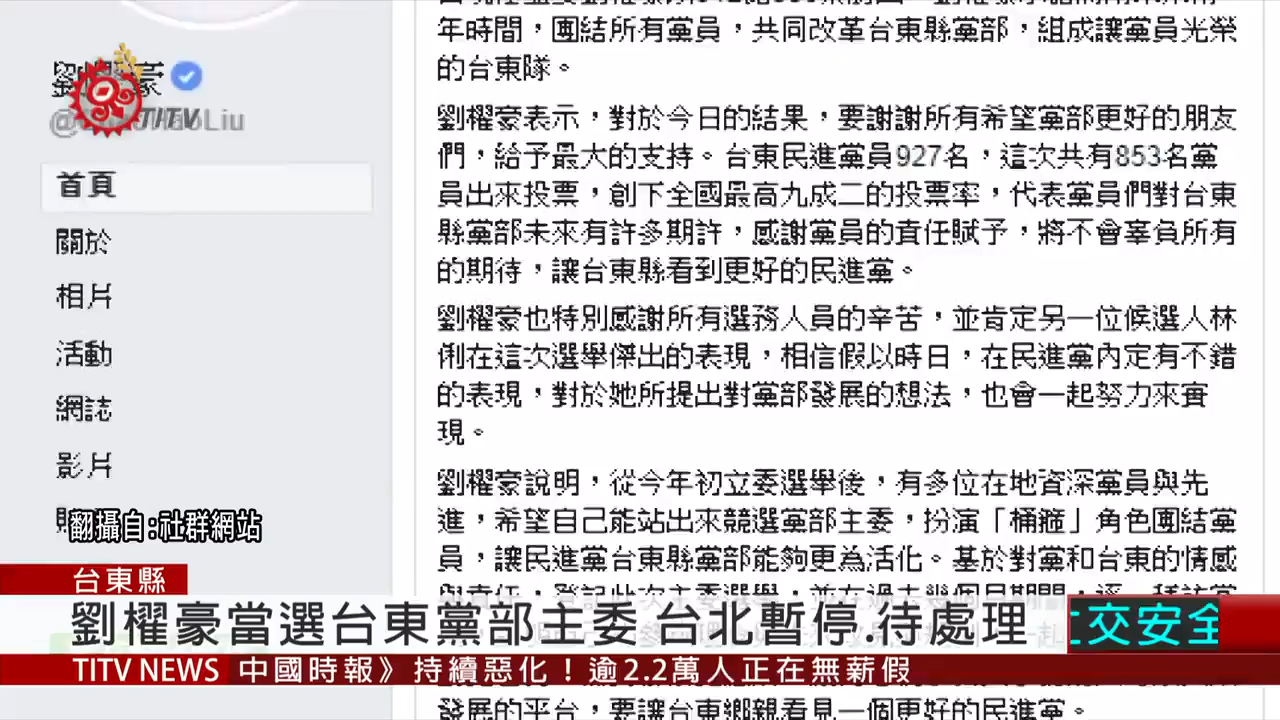 年時間，團結所有黨員，共同改革台東縣黨部，組成讓黨員光榮
的台東隊。
劉櫂豪表示，對於今日的結果，要謝謝所有希望黨部更好的朋友
們，給予最大的支持。台東民進黨員927名，這次共有853名黨
員出來投票，創下全國最高九成二的投票率，代表黨員們對台東
縣黨部未來有許多期許，感謝黨員的責任賦予，將不會辜負所有
的期待，讓台東縣看到更好的民進黨。
劉櫂豪也特別感謝所有選務人員的辛苦，並肯定另一位候選人林
俐在這次選舉傑出的表現，相信假以時日，在民進黨內定有不錯
的表現，對於她所提出對黨部發展的想法，也會一起努力來實
現。
劉櫂豪說明，從今年初立委選舉後，有多位在地資深黨員與先
進，希望自己能站出來競選黨部主委，扮演「桶箍」角色團結黨
員，讓民進黨台東縣黨部能夠更為活化。基於對黨和台東的情感
發展的平台，要讓台東鄉親看見一個更好的民進黨。
劉
豪
TITV
Liu
首頁
關於
相片
活動
網誌
影片
翻攝自:社群網站
台東縣
劉櫂豪當選台東黨部主委 台北暫停.待處理
交安全
TITV NEWS 中國時報》持續惡化！逾2.2萬人正在無薪假